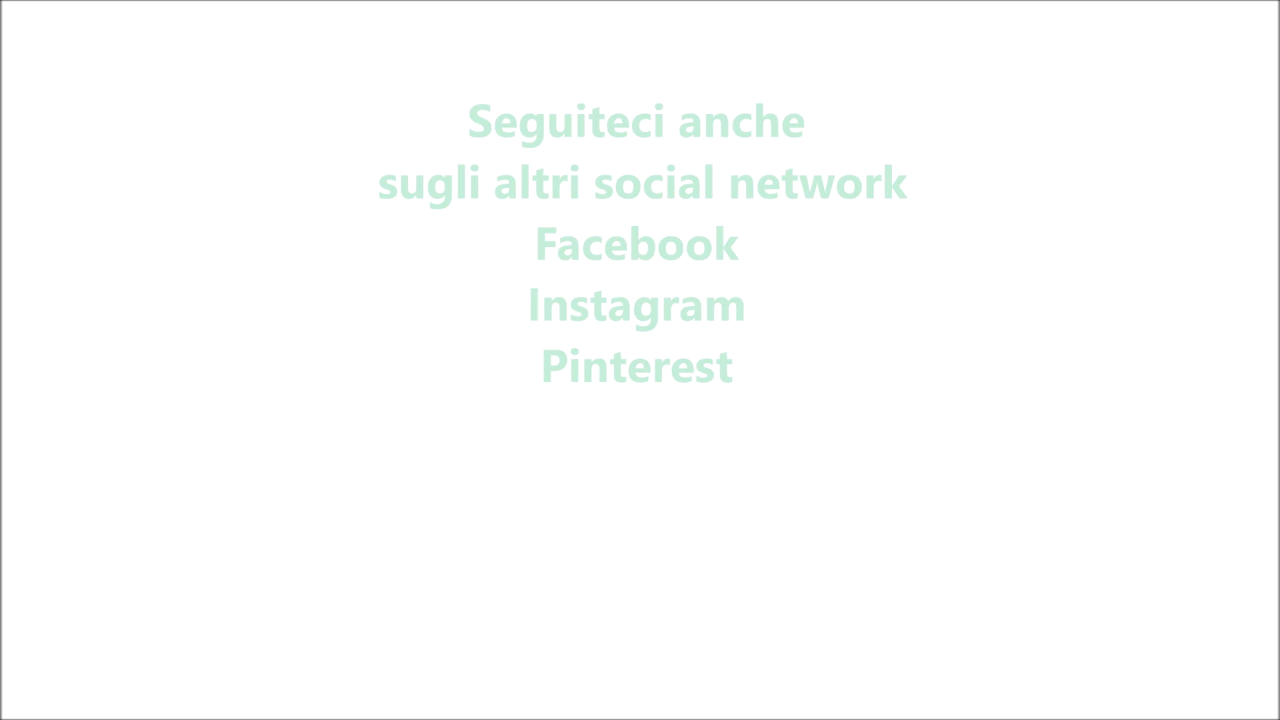 Seguiteci anche
sugli altri social network
Facebook
Instagram
Pinterest